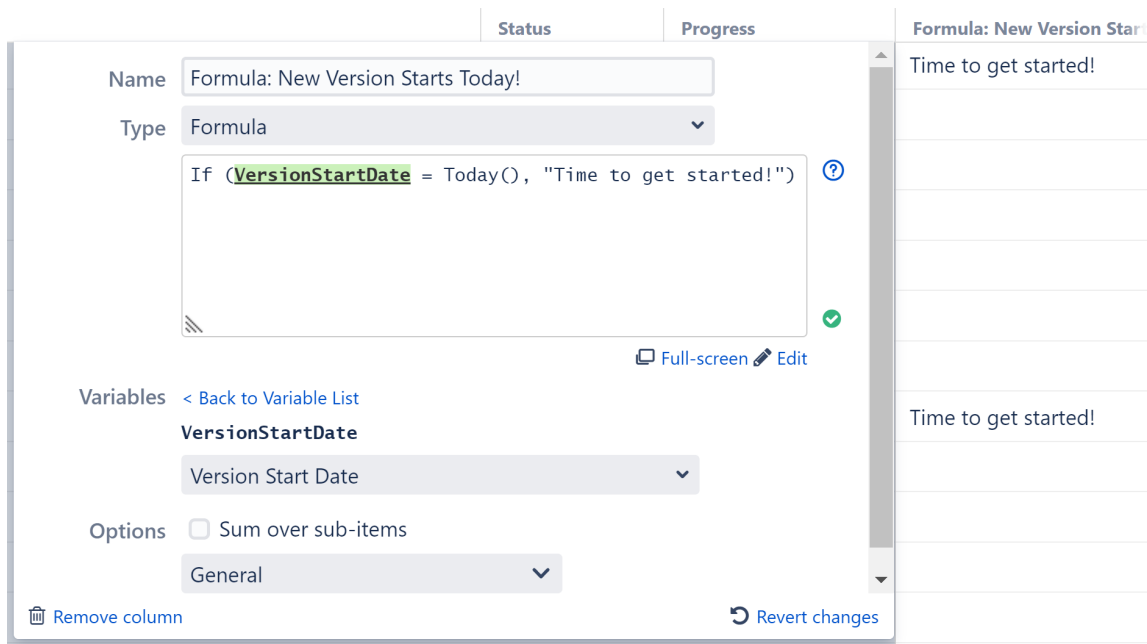 Status Progress Formula: New Version Star
Name Formula: New Version Starts Today! Time to get started!
Type Formula
If (VersionStartDate = Today(), "Time to get started!")
Full-screen Edit
Variables < Back to Variable List
Time to get started!
VersionStartDate
Version Start Date
Options Sum over sub-items
General
Remove column Revert changes